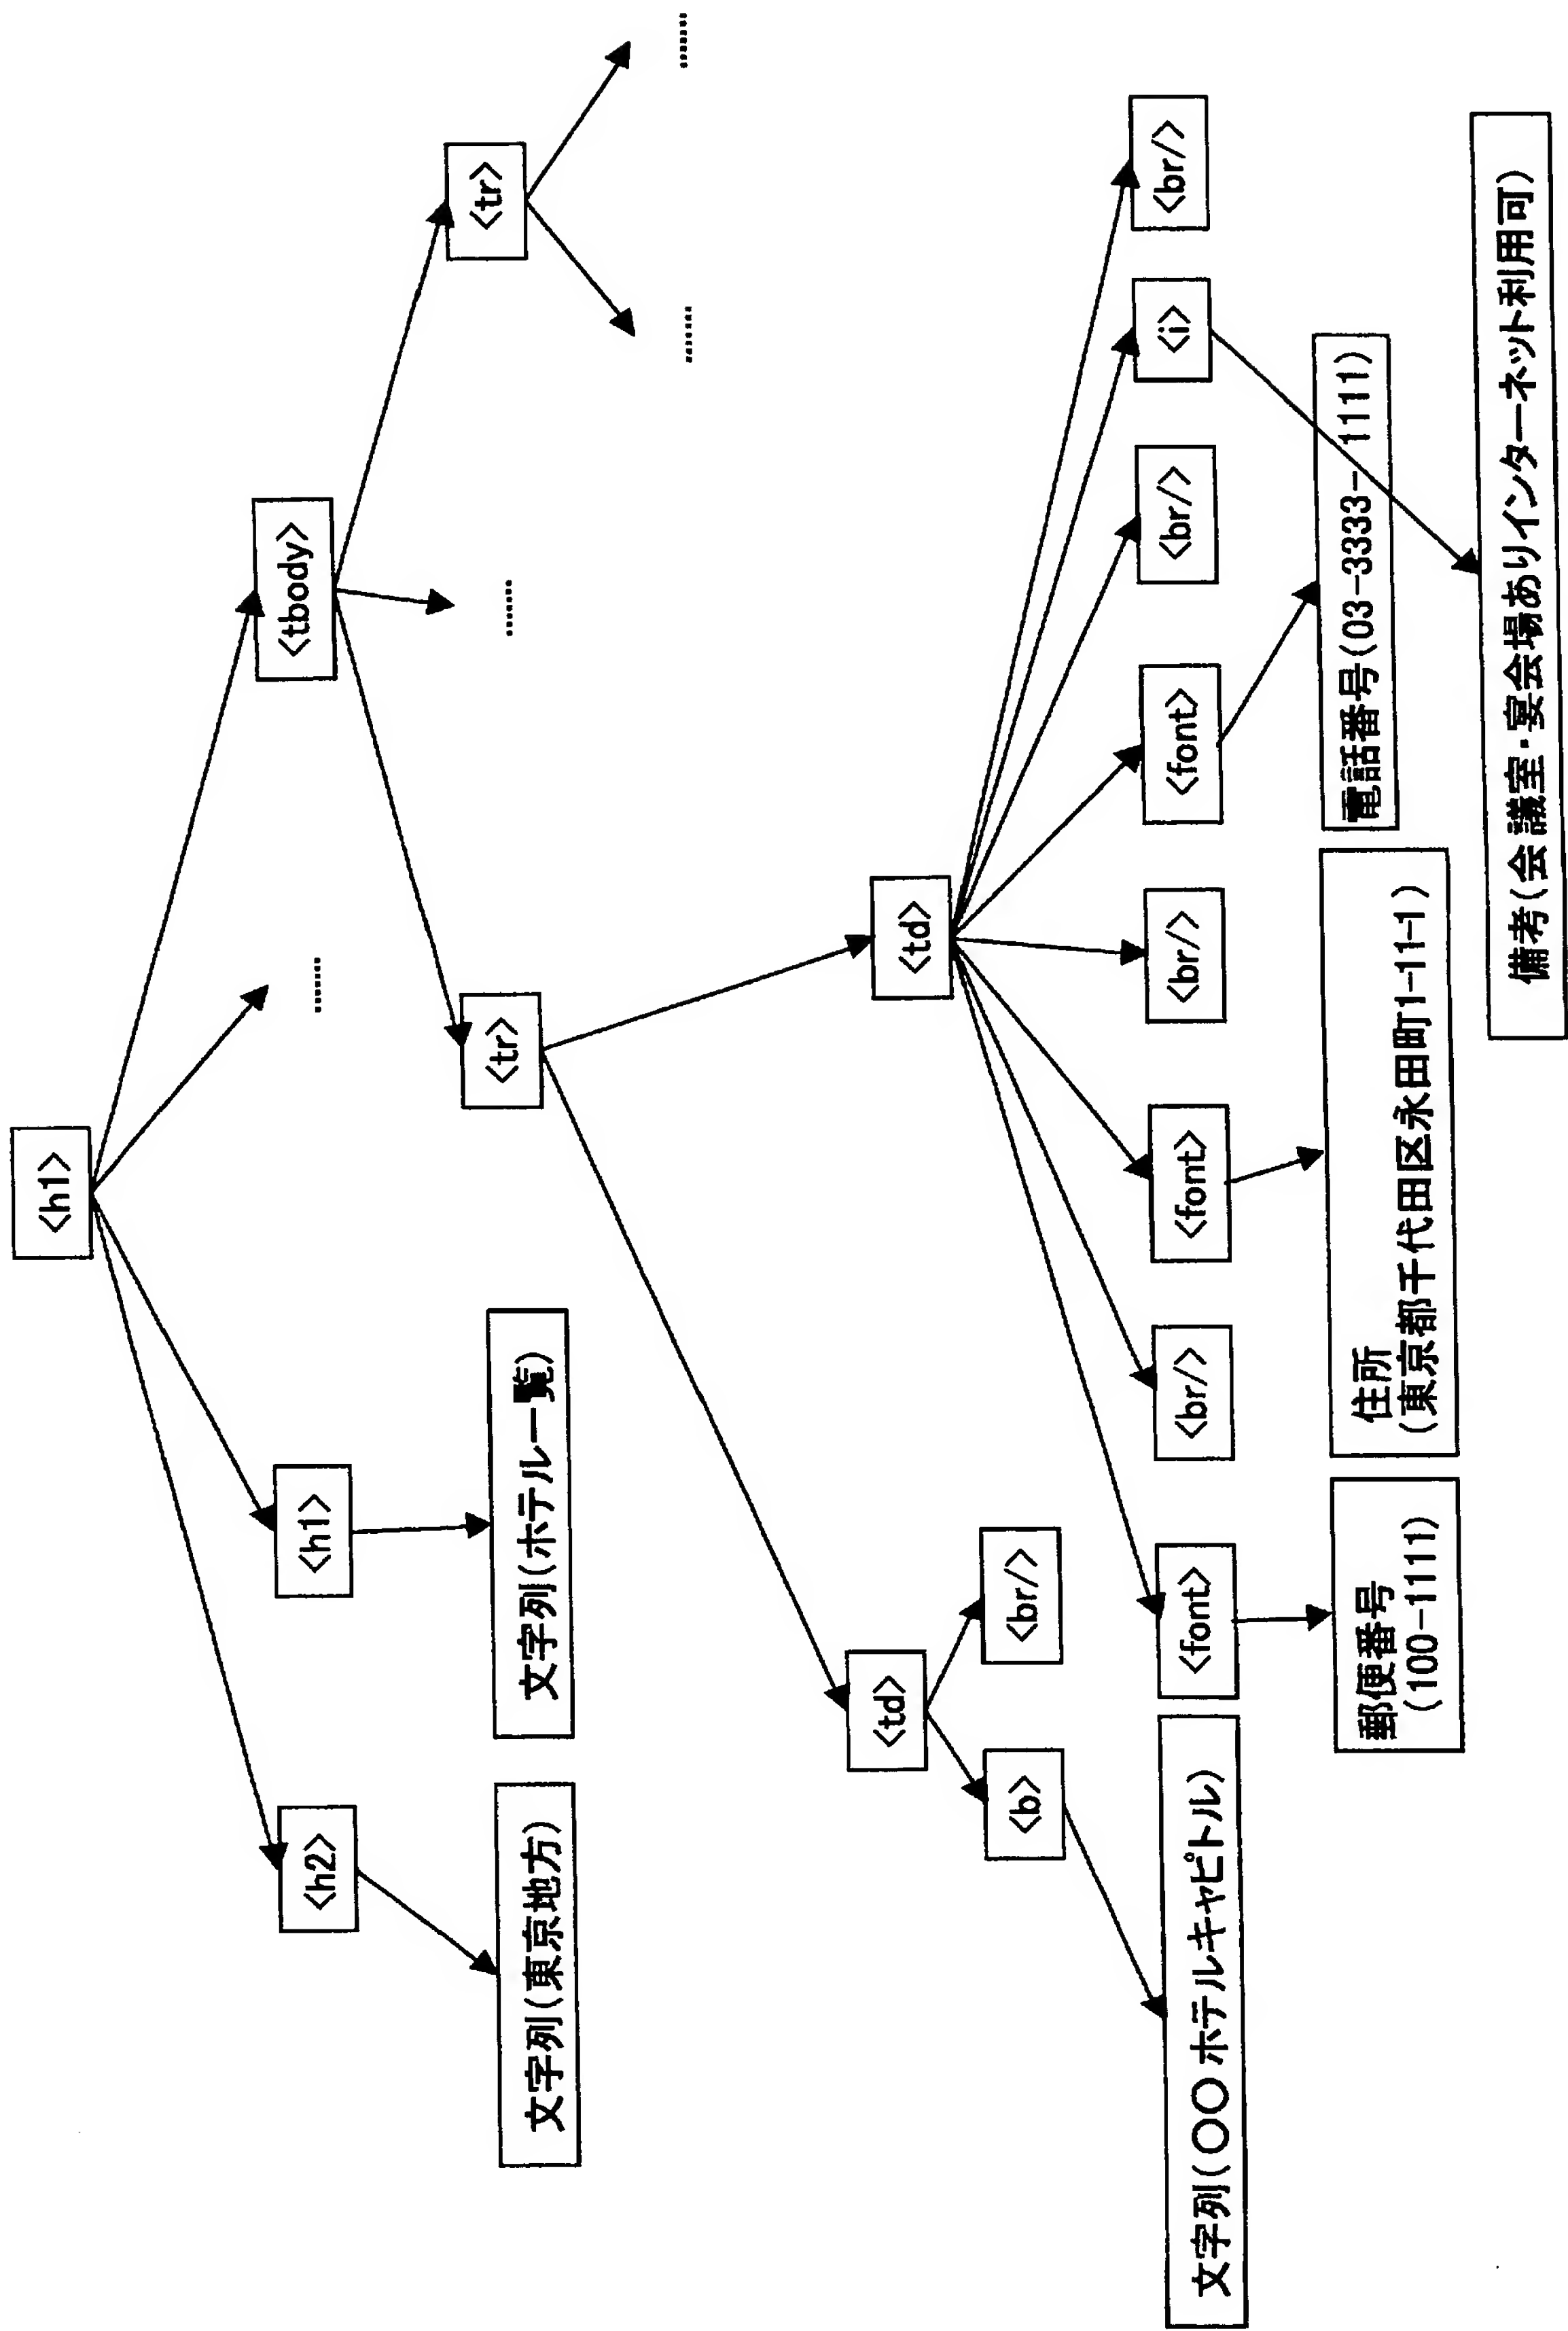 <h1>
<h2>
<h1>
.......
<tbody>
文字列(東京地方)
文字列(ホテル一覧)
<tr>
.......
<tr>
.......
.......
<td>
<td>
<b>
<br/>
文字列(〇〇ホテルキャピトル)
<font>
<br/>
<font>
<br/>
<font>
<br/>
<i>
<br/>
郵便番号
(100-1111)
住所
(東京都千代田区永田町1-11-1)
電話番号(03-3333-1111)
備考(会議室・宴会場ありインターネット利用可)